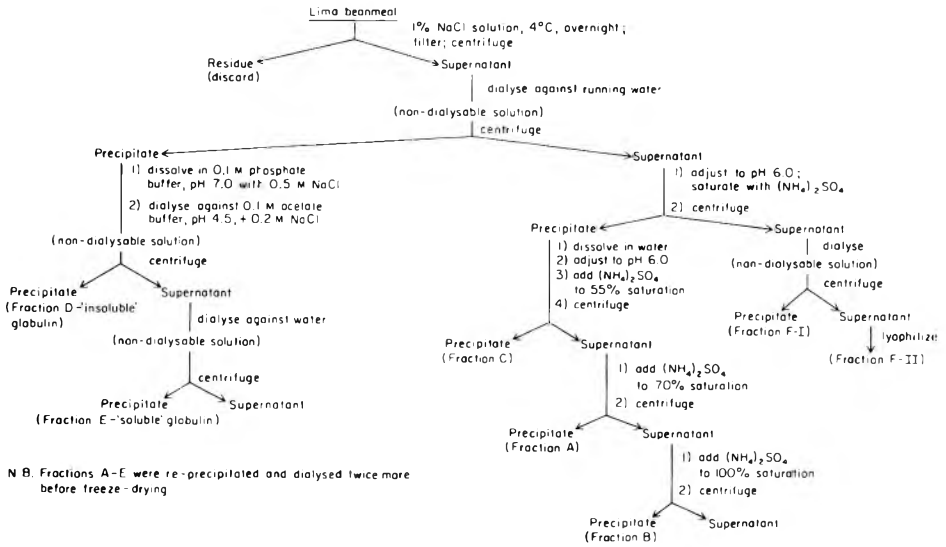 Lima beanmeal
1% NaCl solution, 4°C, overnight;
filter; centrifuge
Residue
(discard)
Supernatant
dialyse against running water
(non-dialysable solution)
centrifuge
Precipitate
1) dissolve in 0.1 M phosphate
buffer, pH 7.0 with 0.5 M NaCl
2) dialyse against 0.1 M acetate
buffer, pH 4.5, + 0.2 M NaCl
(non-dialysable solution)
centrifuge
Precipitate
(Fraction D-'insoluble'
globulin)
Supernatant
dialyse against water
(non-dialysable solution)
centrifuge
Precipitate
(Fraction E-'soluble' globulin)
Supernatant
Supernatant
1) adjust to pH 6.0;
saturate with (NH4)2SO4
2) centrifuge
Precipitate
1) dissolve in water
2) adjust to pH 6.0
3) add (NH4)2SO4
to 55% saturation
4) centrifuge
Precipitate
(Fraction C)
Supernatant
1) add (NH4)2SO4
to 70% saturation
2) centrifuge
Precipitate
(Fraction A)
Supernatant
1) add (NH4)2SO4
to 100% saturation
2) centrifuge
Precipitate
(Fraction B)
Supernatant
Supernatant
dialyse
(non-dialysable solution)
centrifuge
Precipitate
(Fraction F-I)
Supernatant
lyophilize
(Fraction F-II)
N B. Fractions A-E were re-precipitated and dialysed twice more
before freeze-drying